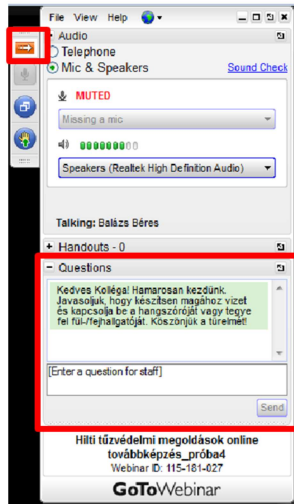 File View Help
Audio
Telephone
Mic & Speakers Sound Check
MUTED
Missing a mic
Speakers (Realtek High Definition Audio)
Talking: Balázs Béres
Handouts - 0
Questions
Kedves Kolléga! Hamarosan kezdünk.
Javasoljuk, hogy készítsen magához vizet
és kapcsolja be a hangszóróját vagy tegye
fel fül-/fejhallgatóját. Köszönjük a türelmét!
[Enter a question for staff]
Send
Hilti tűzvédelmi megoldások online
továbbképzés_próba4
Webinar ID: 115-181-027
GoToWebinar